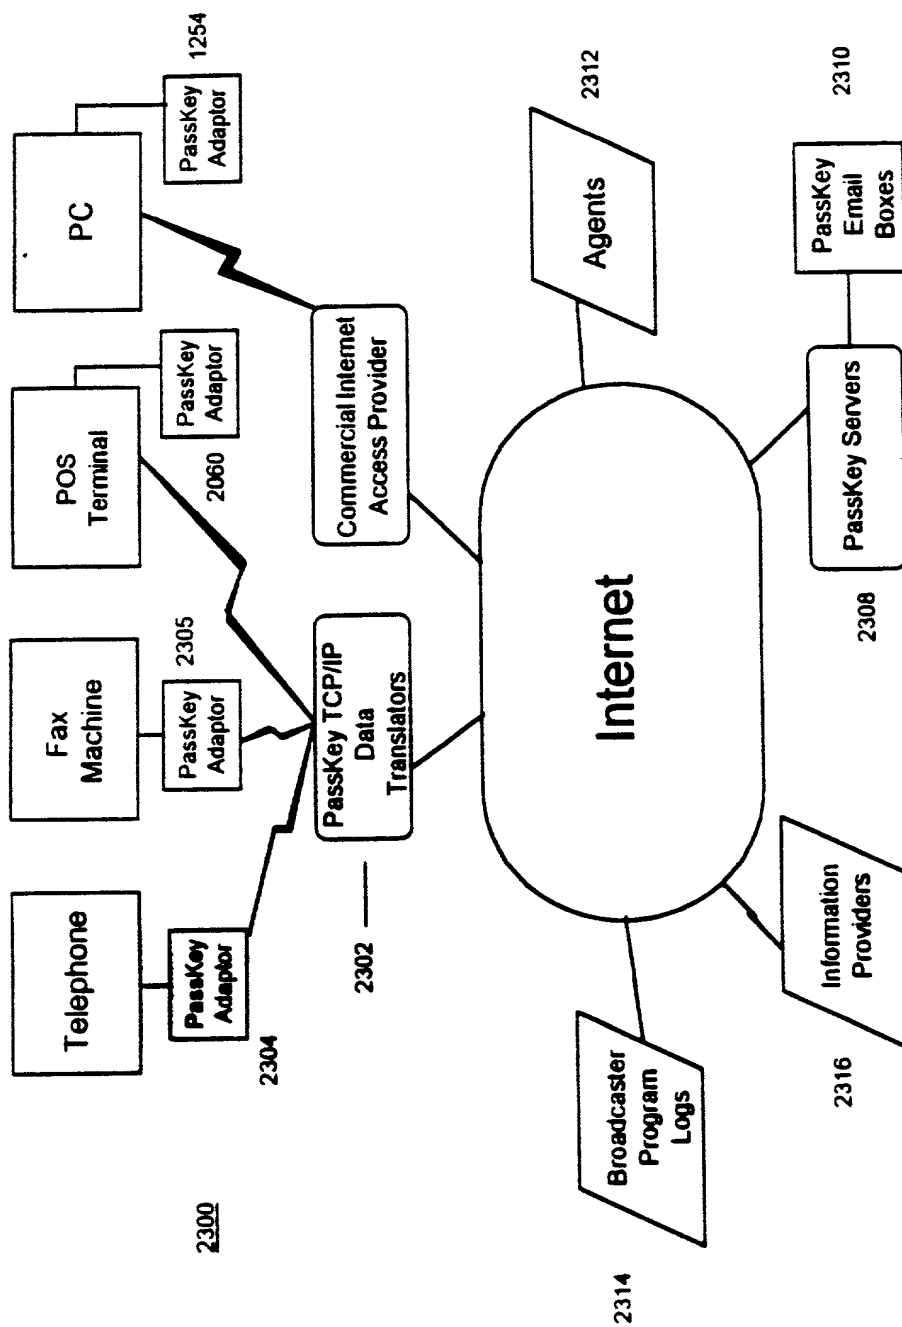 2300
Telephone
PassKey
Adaptor
2304
Fax
Machine
PassKey
Adaptor
2305
POS
Terminal
PassKey
Adaptor
2060
PC
PassKey
Adaptor
1254
2302
PassKey TCP/IP
Data
Translators
Commercial Internet
Access Provider
Internet
Agents
2312
Broadcaster
Program
Logs
2314
Information
Providers
2316
PassKey Servers
2308
PassKey
Email
Boxes
2310